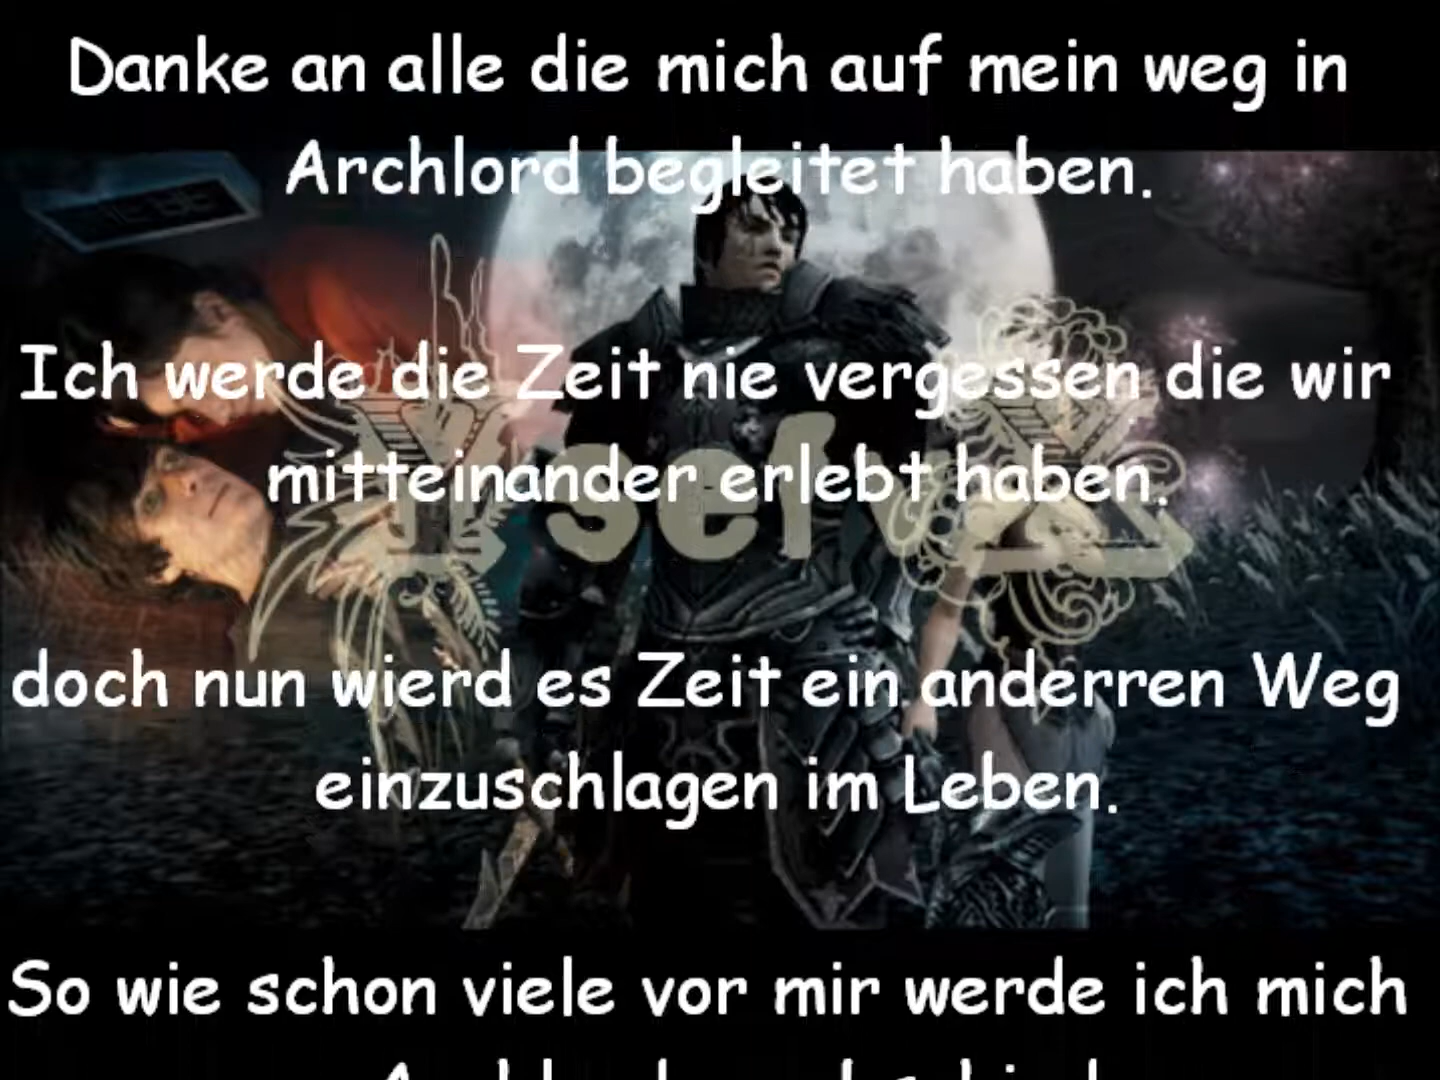 Danke an alle die mich auf mein weg in
Archlord begleitet haben.
Ich werde die Zeit nie vergessen die wir
mitteinander erlebt haben.
doch nun wierd es Zeit ein anderren Weg
einzuschlagen im Leben.
So wie schon viele vor mir werde ich mich